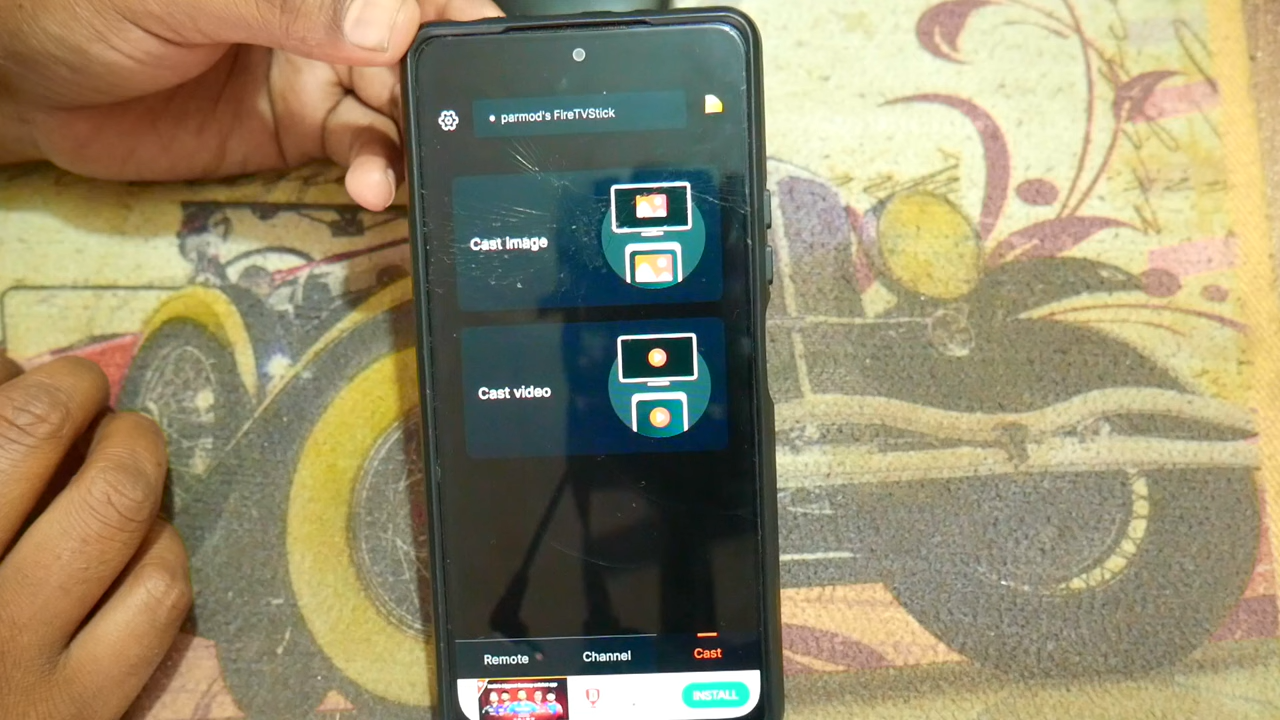 parmod's FireTVStick
Cast image
Cast video
Remote
Channel
Cast
INSTALL